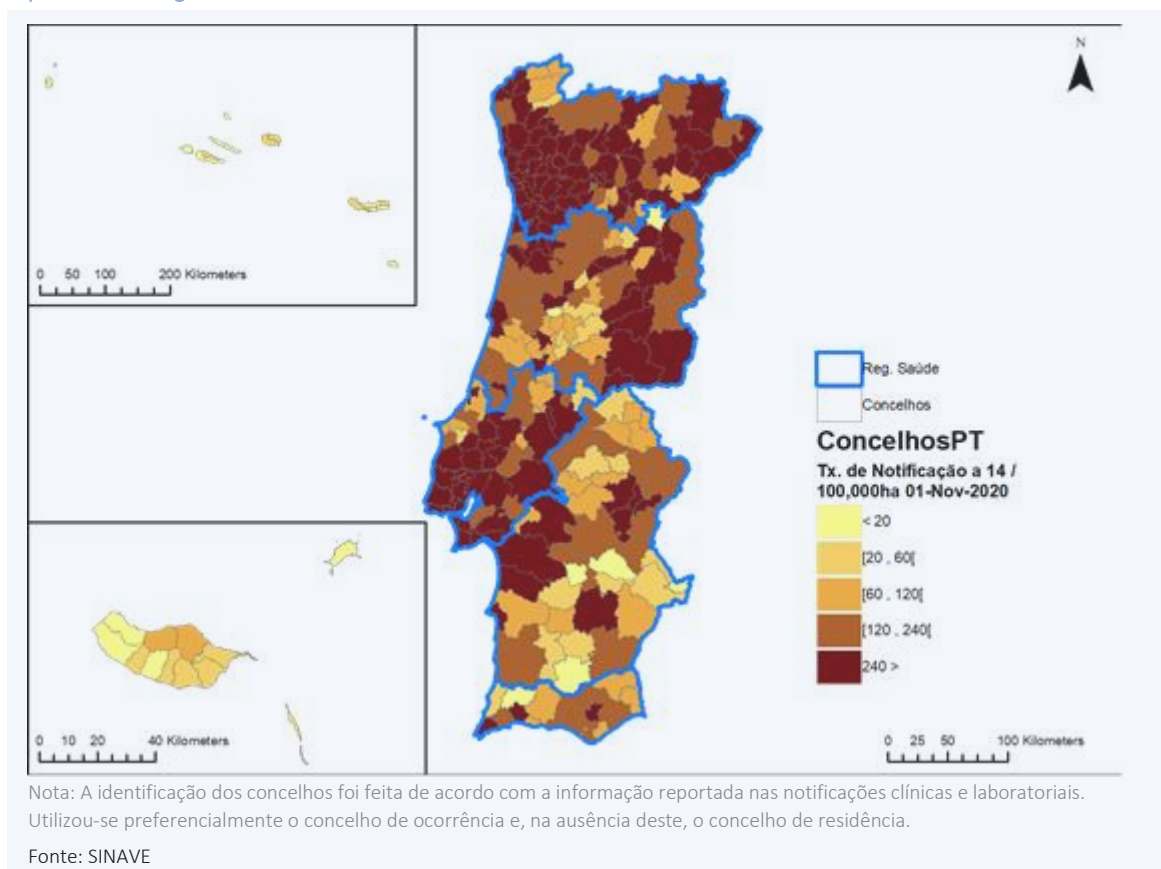 0 50 100 200 Kilometers
N
Reg. Saúde
Concelhos
ConcelhosPT
Tx. de Notificação a 14 /
100,000ha 01-Nov-2020
< 20
[20 , 60[
[60 , 120[
[120 , 240[
240 >
0 10 20 40 Kilometers
0 25 50 100 Kilometers
Nota: A identificação dos concelhos foi feita de acordo com a informação reportada nas notificações clínicas e laboratoriais.
Utilizou-se preferencialmente o concelho de ocorrência e, na ausência deste, o concelho de residência.
Fonte: SINAVE